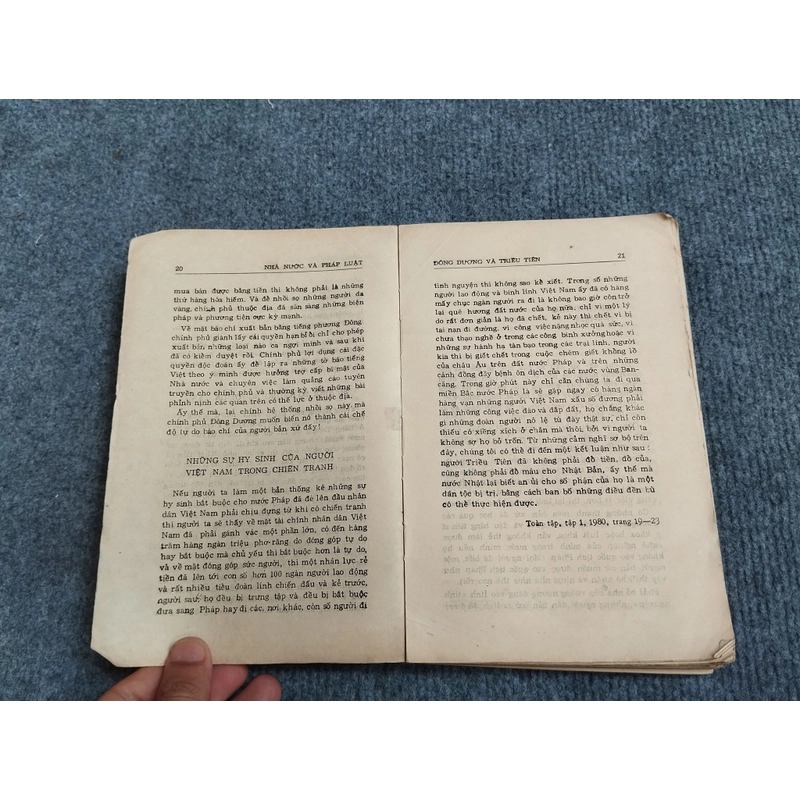 20 NHÀ NƯỚC VÀ PHÁP LUẬT
mua bán được bằng tiền thì không phải là những
thứ hàng hóa hiếm. Và để nhồi sọ những người da
vàng, chính phủ thuộc địa đã sẵn sàng những biện
pháp và phương tiện cực kỳ mạnh.
Về mặt báo chí xuất bản bằng tiếng phương Đông
chính phủ giành lấy cái quyền hạn bỉ ổi chỉ cho phép
xuất bản, những loại nào ca ngợi mình và sau khi
đã có kiểm duyệt rồi. Chính phủ lợi dụng cái đặc
quyền độc đoán ấy để lập ra những tờ báo tiếng
Việt theo ý mình được hưởng trợ cấp bí mật của
Nhà nước và chuyên việc làm quảng cáo tuyên
truyền cho chính phủ và thường kỳ viết những bài
phỉnh nịnh các quan trên có thế lực ở thuộc địa.
Ấy thế mà, lại chính hệ thống nhồi sọ này, mà
chính phủ Đông Dương muốn biến nó thành cái chế
độ tự do báo chí của người bản xứ đấy!
NHỮNG SỰ HY SINH CỦA NGƯỜI
VIỆT NAM TRONG CHIẾN TRANH
Nếu người ta làm một bản thống kê những sự
hy sinh bắt buộc mà nước Pháp đã đè lên đầu nhân
dân Việt Nam phải chịu đựng từ khi có chiến tranh
thì người ta sẽ thấy về mặt tài chính nhân dân Việt
Nam đã phải gánh vác một phần lớn, có đến hàng
trăm hàng ngàn triệu phơ-răng do đóng góp tự do
hay bắt buộc mà chủ yếu thì bắt buộc hơn là tự do,
và về mặt đóng góp sức người, thì một nhân lực rẻ
tiền đã lên tới con số hơn 100 ngàn người lao động
và rất nhiều tiểu đoàn lính chiến đấu và kẻ trước,
người sau, họ đều bị trưng tập và đều bị bắt buộc
đưa sang Pháp hay đi các, nơi khác, còn số người đi
ĐÔNG DƯƠNG VÀ TRIỀU TIÊN 21
tình nguyện thì không sao kể xiết. Trong số những
người lao động và binh lính Việt Nam ấy đã có hàng
mấy chục ngàn người ra đi là không bao giờ còn trở
lại quê hương đất nước của họ nữa, chỉ vì một lý
do rất đơn giản là họ đã chết, kẻ này thì chết vì bị
tai nạn đi đường, vì công việc nặng nhọc quá sức, vì
chưa thạo nghề ở trong các công binh xưởng hoặc vì
những sự hành hạ tàn bạo trong các trại lính, người
kia thì bị giết chết trong cuộc chém giết khổng lồ
của châu Âu trên đất nước Pháp và trên những
cánh đồng đầy bệnh ôn dịch của các nước vùng Ban-
căng. Trong giờ phút này chỉ cần chúng ta đi qua
miền Bắc nước Pháp là sẽ gặp ngay có hàng ngàn
hàng vạn những người Việt Nam xấu số đương phải
làm những công việc đào và đắp đất, họ chẳng khác
gì những đoàn người nô lệ tù đày thật sự, chỉ còn
thiếu có xiềng xích ở chân mà thôi, bởi vì người ta
không sợ họ bỏ trốn. Từ những cảm nghĩ sơ bộ trên
đây, chúng tôi có thể đi đến một kết luận như sau :
người Triều Tiên đã không phải đổ tiền, đổ của,
cũng không phải đổ máu cho Nhật Bản, ấy thế mà
nước Nhật lại biết an ủi cho số phận của họ là một
dân tộc bị trị, bằng cách ban bố những điều đền bù
có thể thực hiện được.
Toàn tập, tập 1, 1980, trang 19—23